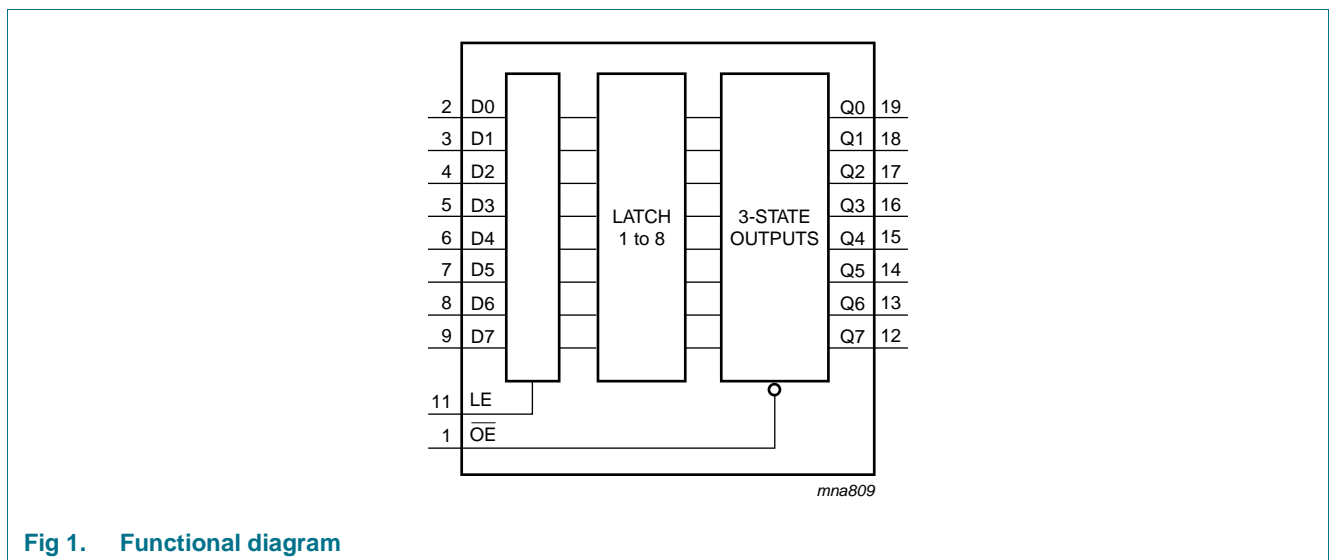 2 D0 Q0 19
3 D1 Q1 18
4 D2 Q2 17
5 D3 Q3 16
6 D4 Q4 15
7 D5 Q5 14
8 D6 Q6 13
9 D7 Q7 12
LATCH
1 to 8
3-STATE
OUTPUTS
11 LE
1 OE
mna809
Fig 1. Functional diagram